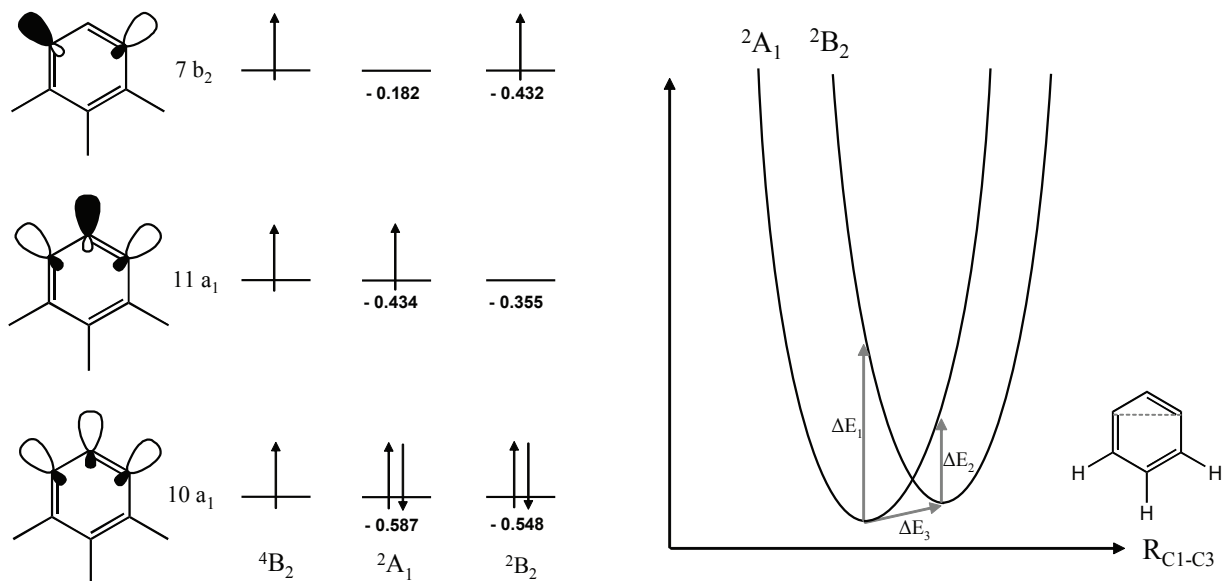 7 b₂
- 0.182
- 0.432
11 a₁
- 0.434
- 0.355
10 a₁
- 0.587
- 0.548
⁴B₂
²A₁
²B₂
²A₁
²B₂
ΔE₁
ΔE₂
ΔE₃
H
H
H
R_C1-C3